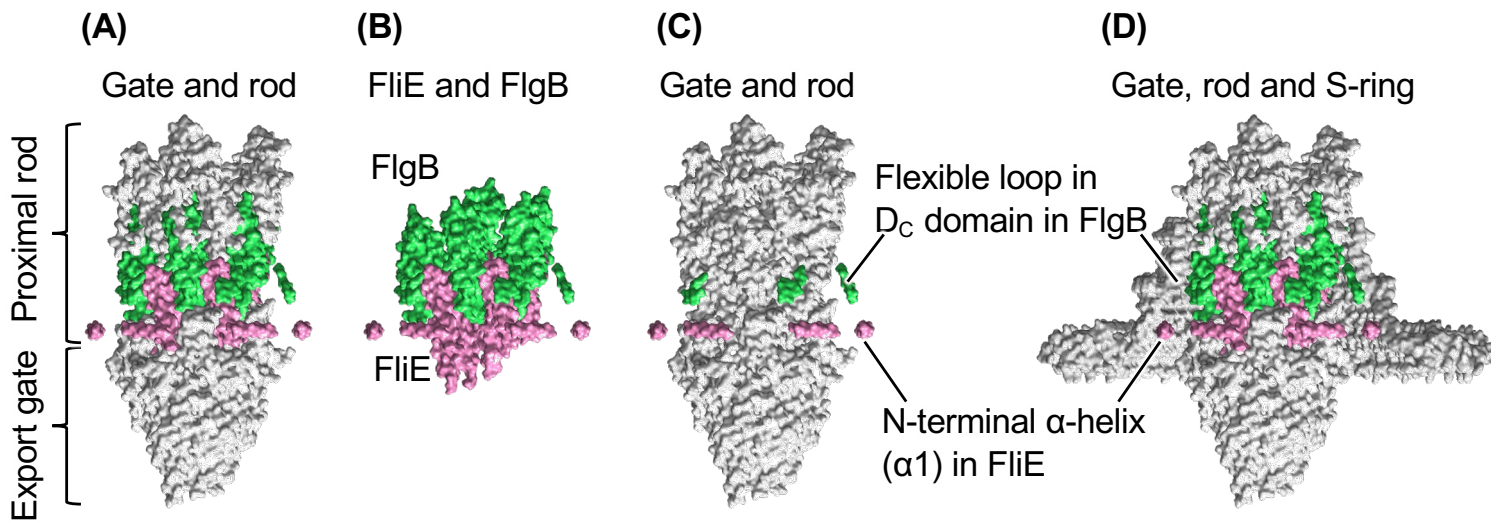 (A)
Gate and rod
(B)
FliE and FlgB
(C)
Gate and rod
(D)
Gate, rod and S-ring
Proximal rod
Export gate
FlgB
FliE
Flexible loop in
DC domain in FlgB
N-terminal α-helix
(α1) in FliE